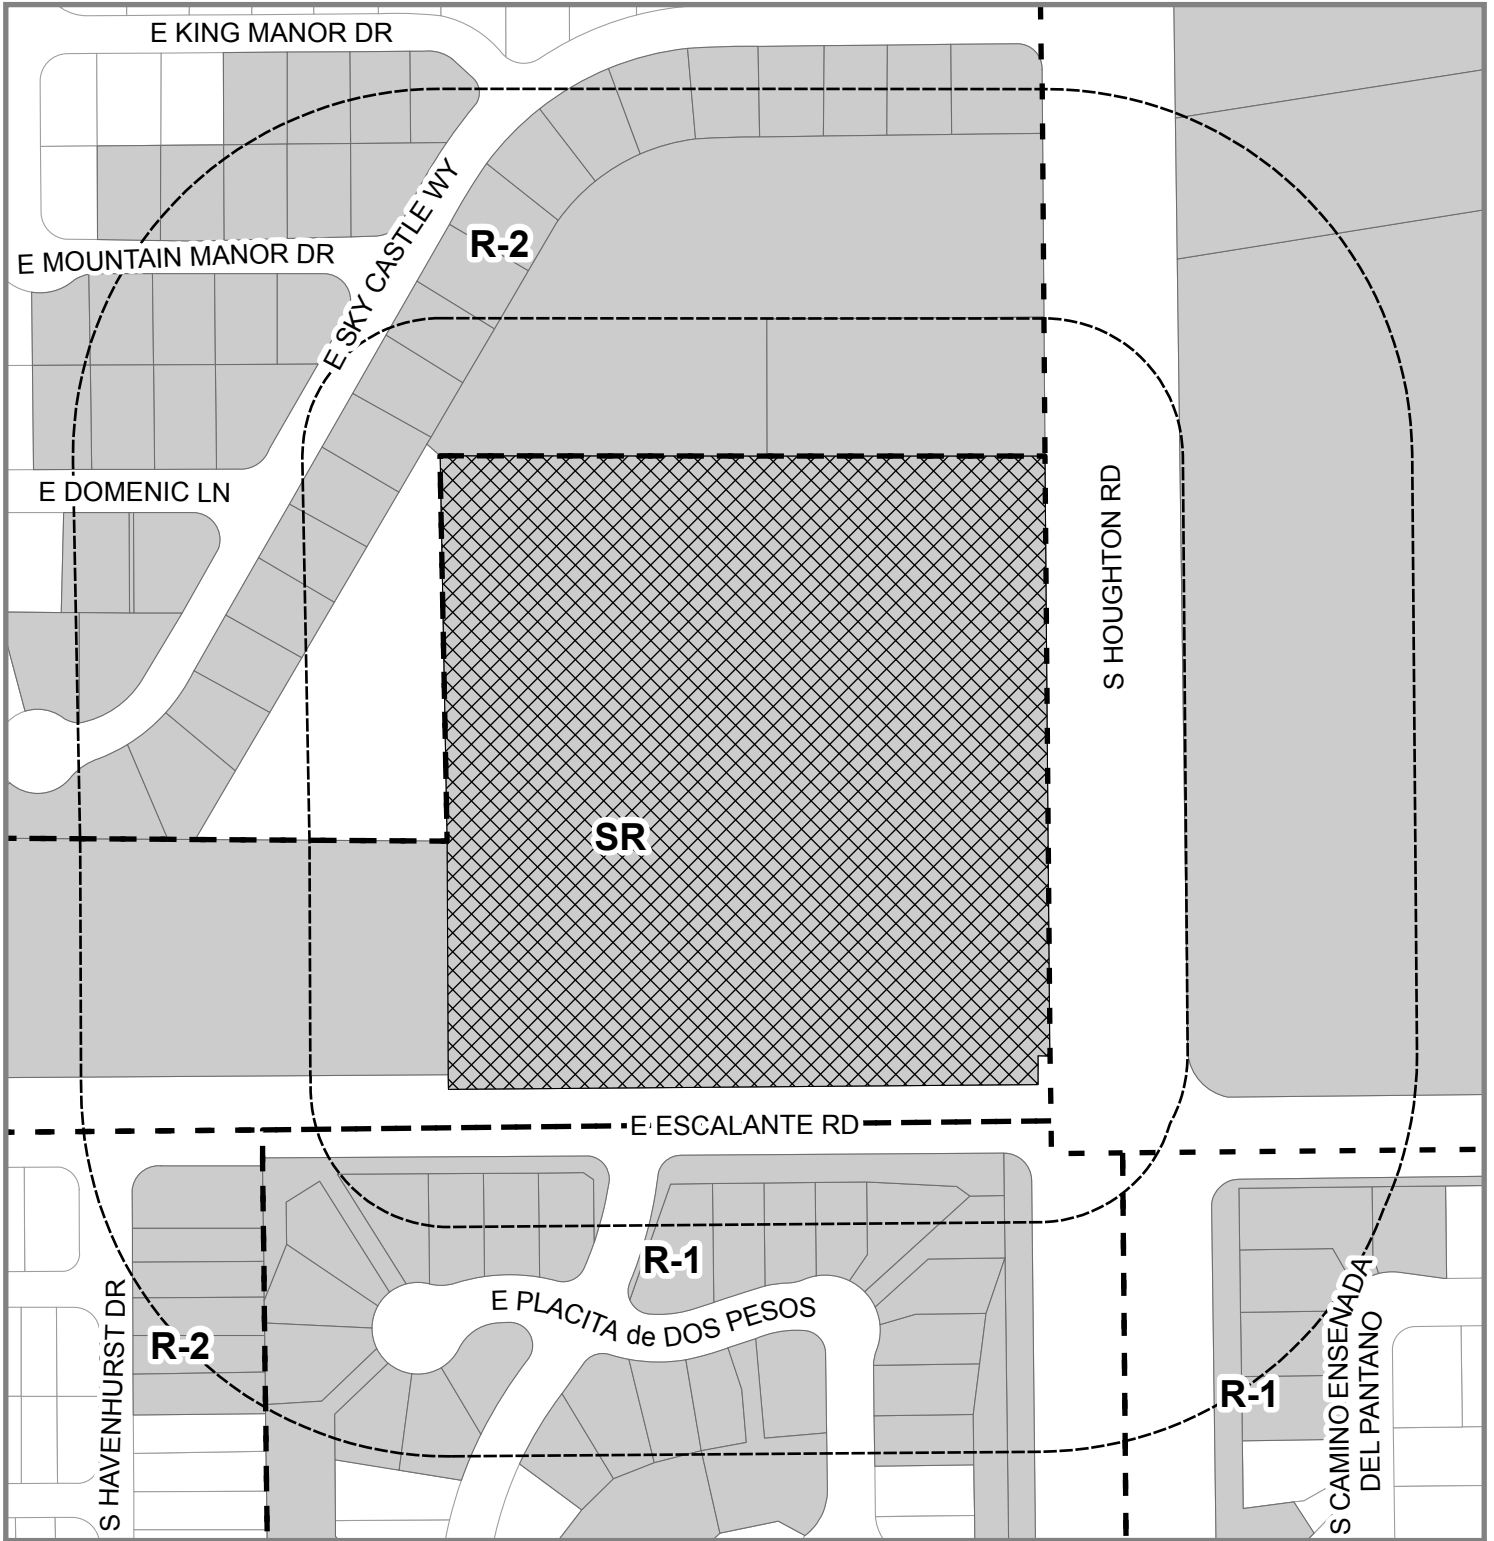 E KING MANOR DR
E SKY CASTLE WY
R-2
E MOUNTAIN MANOR DR
E DOMENIC LN
S HOUGHTON RD
SR
E ESCALANTE RD
R-1
E PLACITA de DOS PESOS
S HAVENHURST DR
R-2
R-1
S CAMINO ENSENADA
DEL PANTANO